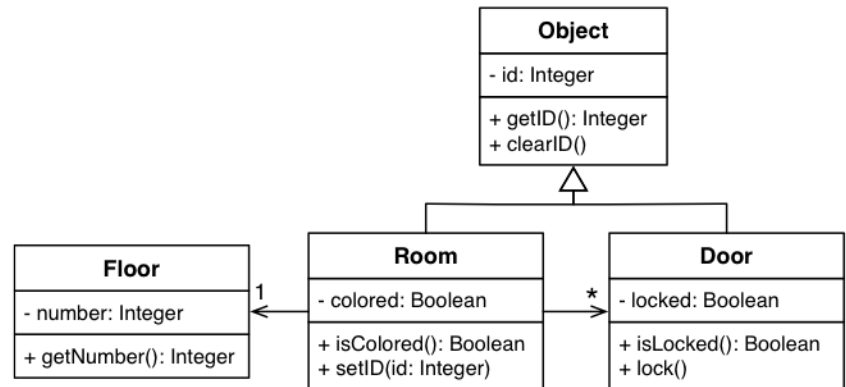 Object
- id: Integer
+ getID(): Integer
+ clearID()
Floor
- number: Integer
+ getNumber(): Integer
1
Room
- colored: Boolean
+ isColored(): Boolean
+ setID(id: Integer)
*
Door
- locked: Boolean
+ isLocked(): Boolean
+ lock()